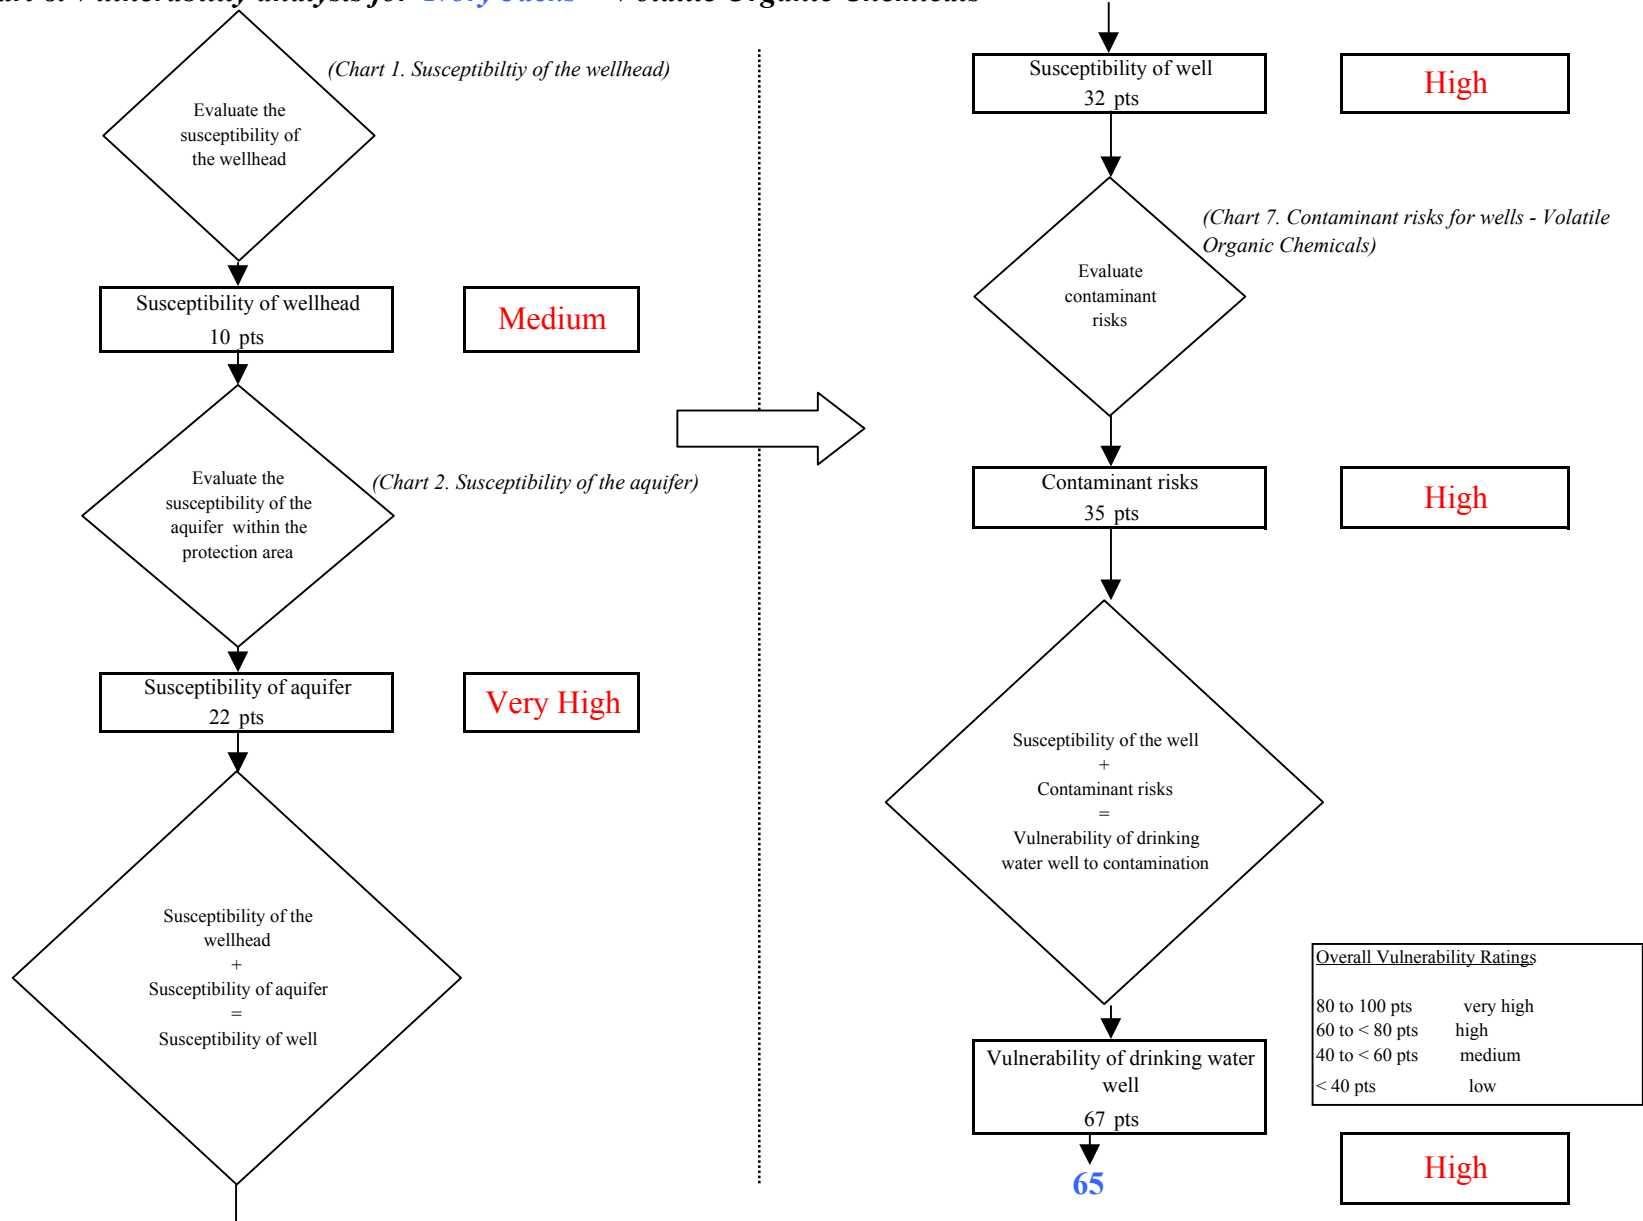 Vulnerability analysis for
Volatile Organic Chemicals
(Chart 1. Susceptibiltiy of the wellhead)
Evaluate the
susceptibility of
the wellhead
Susceptibility of wellhead
10 pts
Medium
Evaluate the
susceptibility of the
aquifer within the
protection area
(Chart 2. Susceptibility of the aquifer)
Susceptibility of aquifer
22 pts
Very High
Susceptibility of the
wellhead
+
Susceptibility of aquifer
=
Susceptibility of well
Susceptibility of well
32 pts
High
(Chart 7. Contaminant risks for wells - Volatile
Organic Chemicals)
Evaluate
contaminant
risks
Contaminant risks
35 pts
High
Susceptibility of the well
+
Contaminant risks
=
Vulnerability of drinking
water well to contamination
Overall Vulnerability Ratings
80 to 100 pts very high
60 to < 80 pts high
40 to < 60 pts medium
< 40 pts low
Vulnerability of drinking water
well
67 pts
65
High